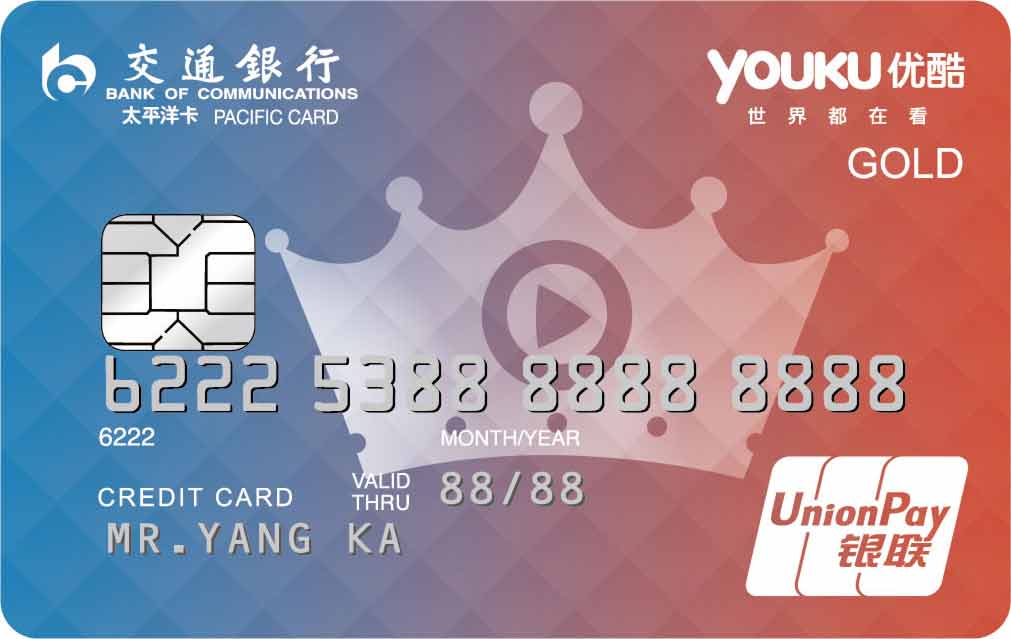 交通銀行
BANK OF COMMUNICATIONS
太平洋卡 PACIFIC CARD
YOUKU优酷
世界都在看
GOLD
6222 5388 8888 8888
6222
MONTH/YEAR
CREDIT CARD
VALID
THRU
88/88
MR.YANG KA
UnionPay
银联